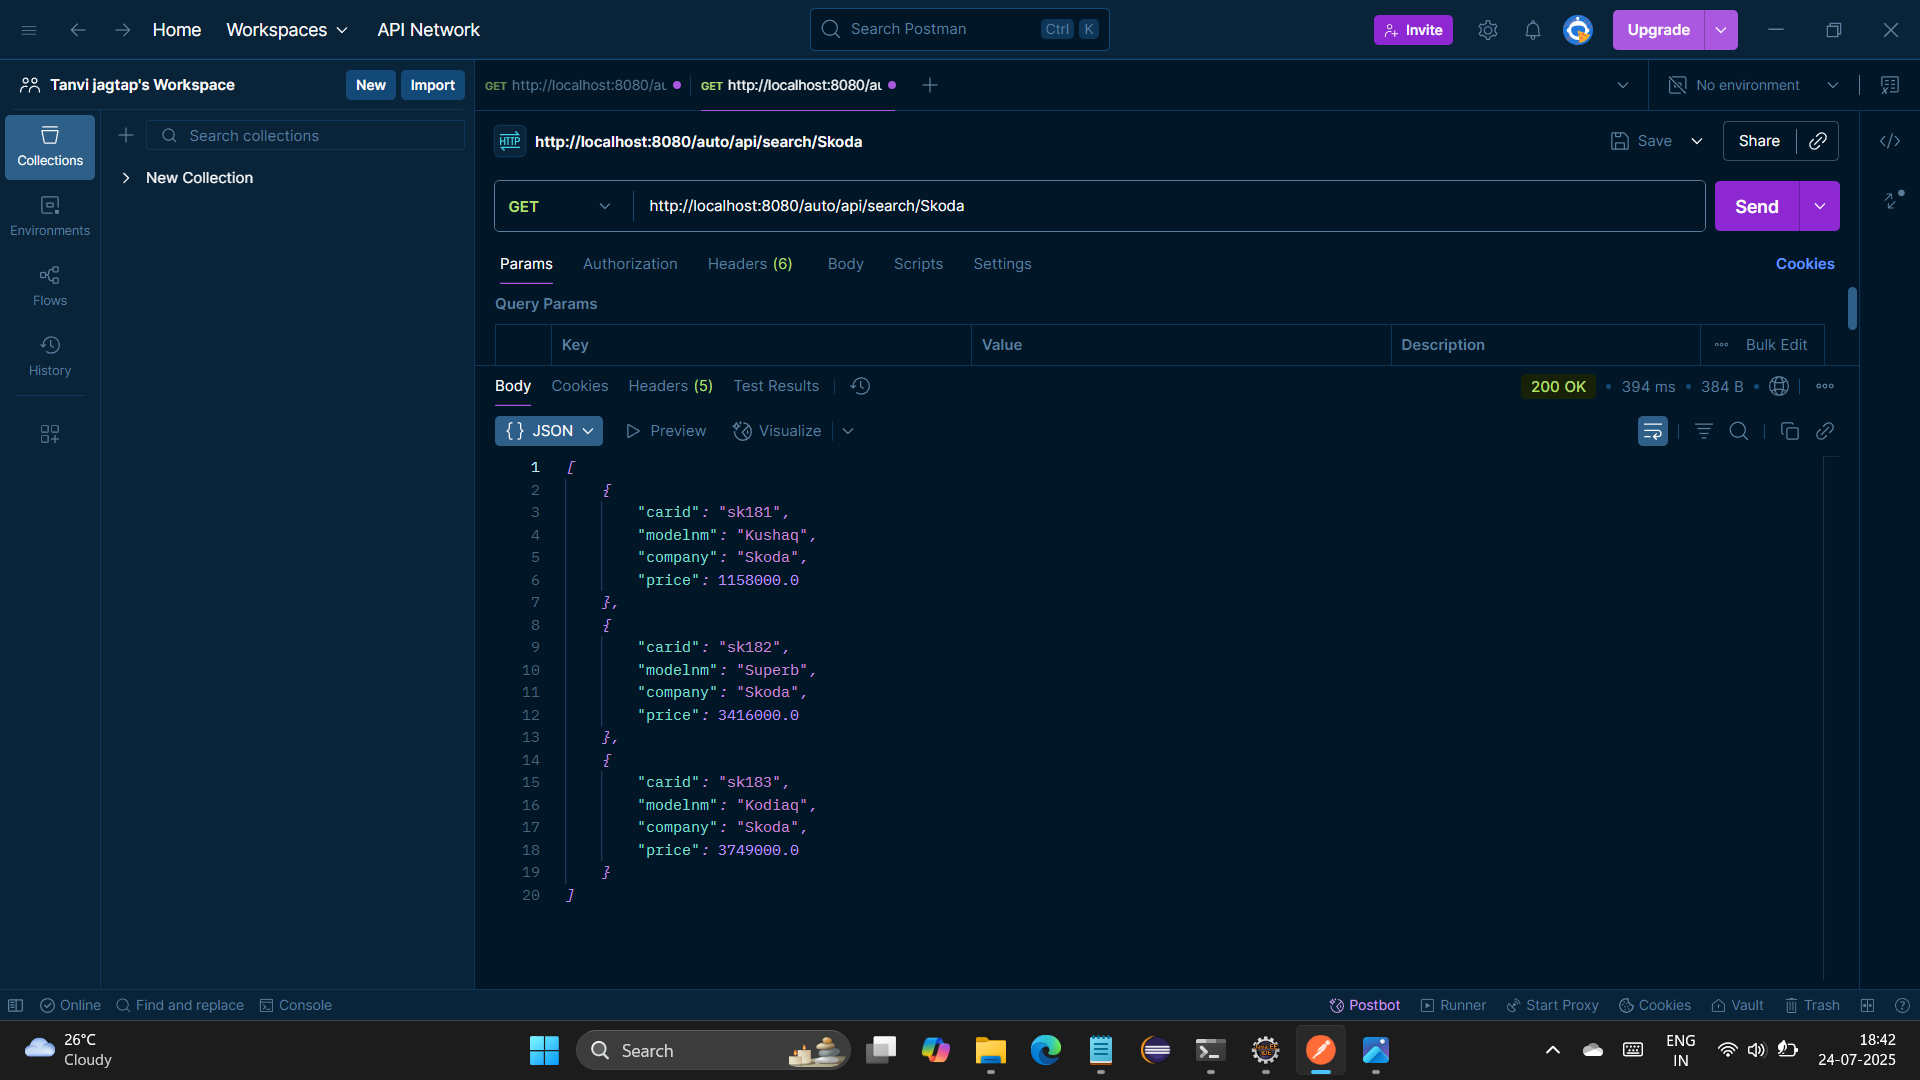 Home Workspaces API Network Search Postman Ctrl K Invite Upgrade
Tanvi jagtap's Workspace New Import GET http://localhost:8080/au GET http://localhost:8080/au No environment
Search collections
Collections
New Collection
Environments
Flows
History
HTTP http://localhost:8080/auto/api/search/Skoda Save Share
GET http://localhost:8080/auto/api/search/Skoda Send
Params Authorization Headers (6) Body Scripts Settings Cookies
Query Params
Key Value Description Bulk Edit
Body Cookies Headers (5) Test Results 200 OK 394 ms 384 B
{} JSON Preview Visualize
1 [
2 {
3 "carid": "sk181",
4 "modelnm": "Kushaq",
5 "company": "Skoda",
6 "price": 1158000.0
7 },
8 {
9 "carid": "sk182",
10 "modelnm": "Superb",
11 "company": "Skoda",
12 "price": 3416000.0
13 },
14 {
15 "carid": "sk183",
16 "modelnm": "Kodiaq",
17 "company": "Skoda",
18 "price": 3749000.0
19 }
20 ]
Online Find and replace Console Postbot Runner Start Proxy Cookies Vault Trash
26°C
Cloudy
Search
ENG
IN
18:42
24-07-2025